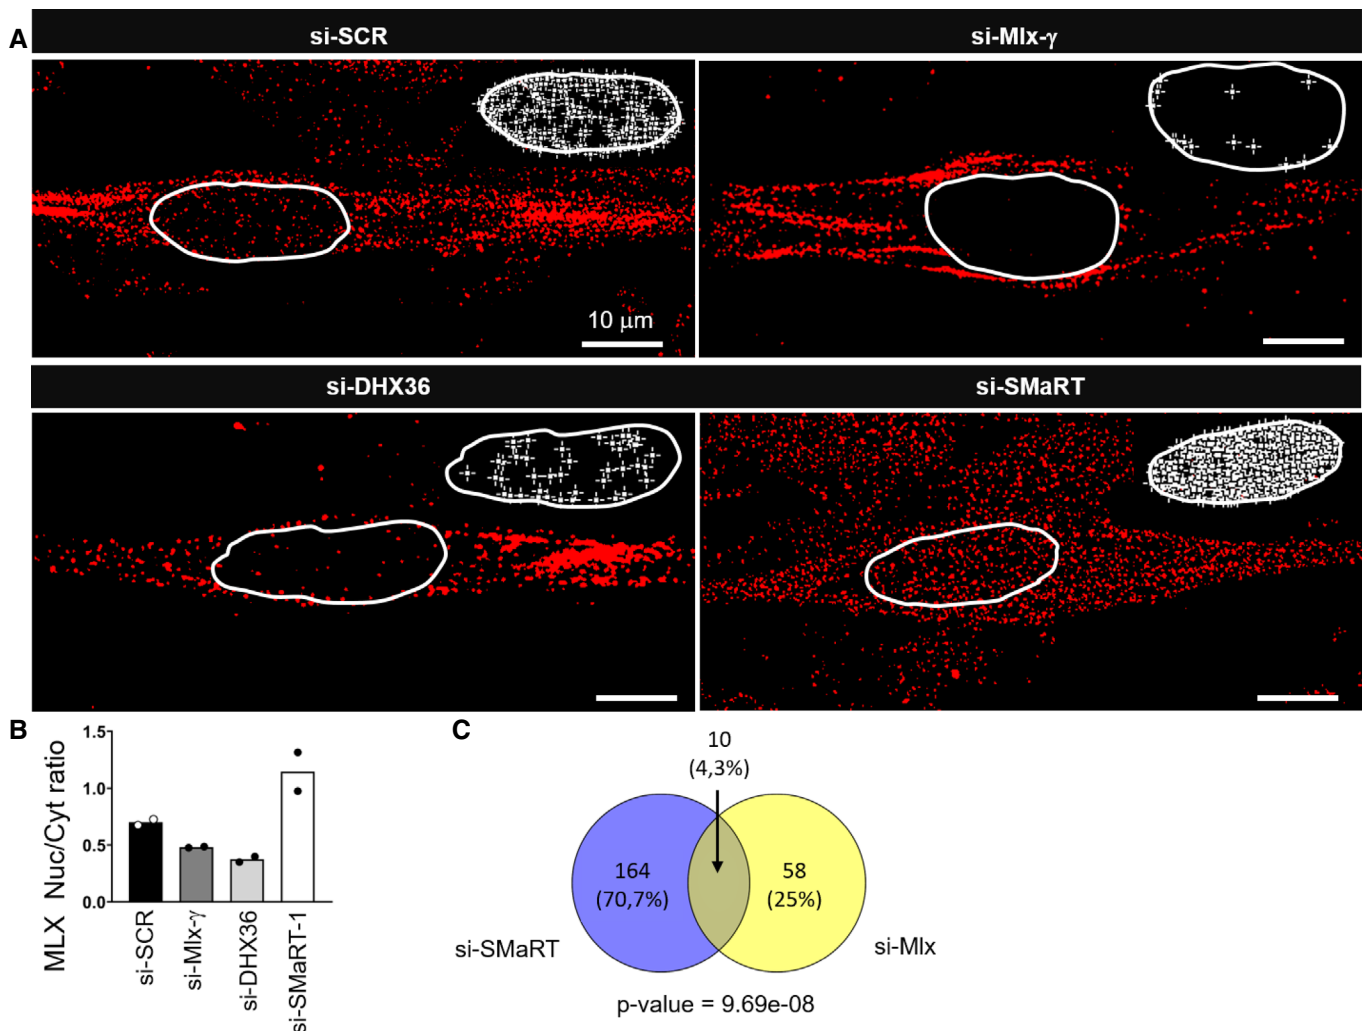 A
si-SCR
si-Mlx-γ
10 μm
si-DHX36
si-SMaRT
B
MLX Nuc/Cyt ratio
1.5
1.0
0.5
0.0
si-SCR
si-Mlx-γ
si-DHX36
si-SMaRT-1
C
10
(4,3%)
164
(70,7%)
58
(25%)
si-SMaRT
si-Mlx
p-value = 9.69e-08